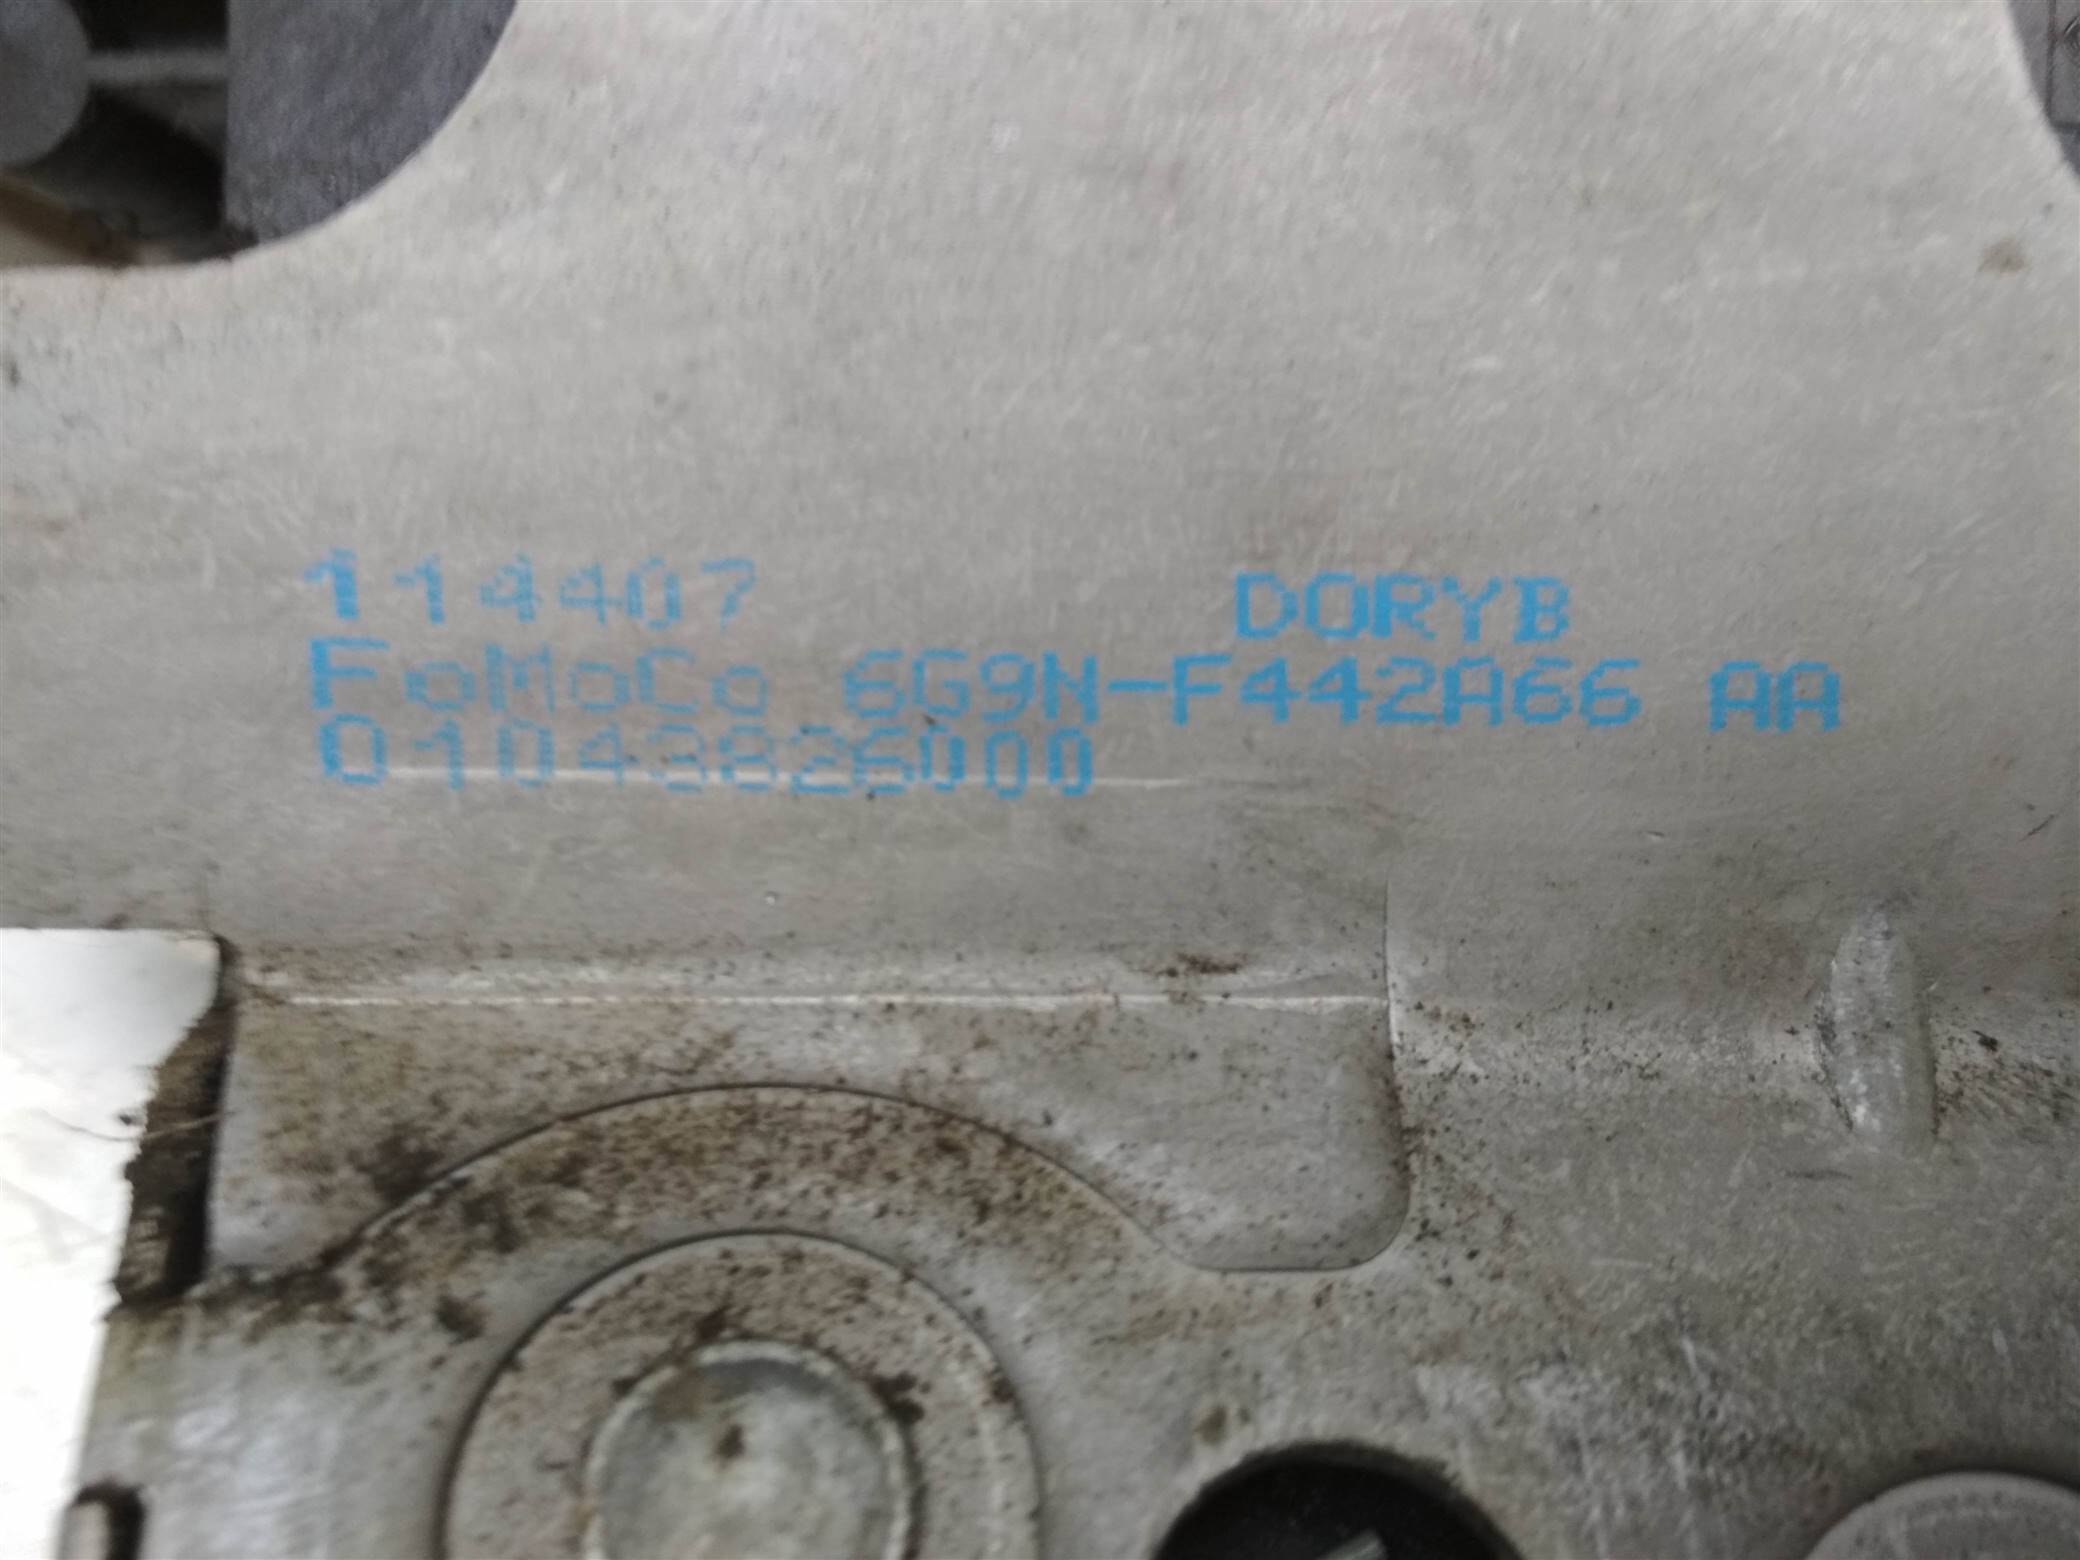 114407 DORYB
FoMoCo 6G9N-F442A66 AA
01043826000